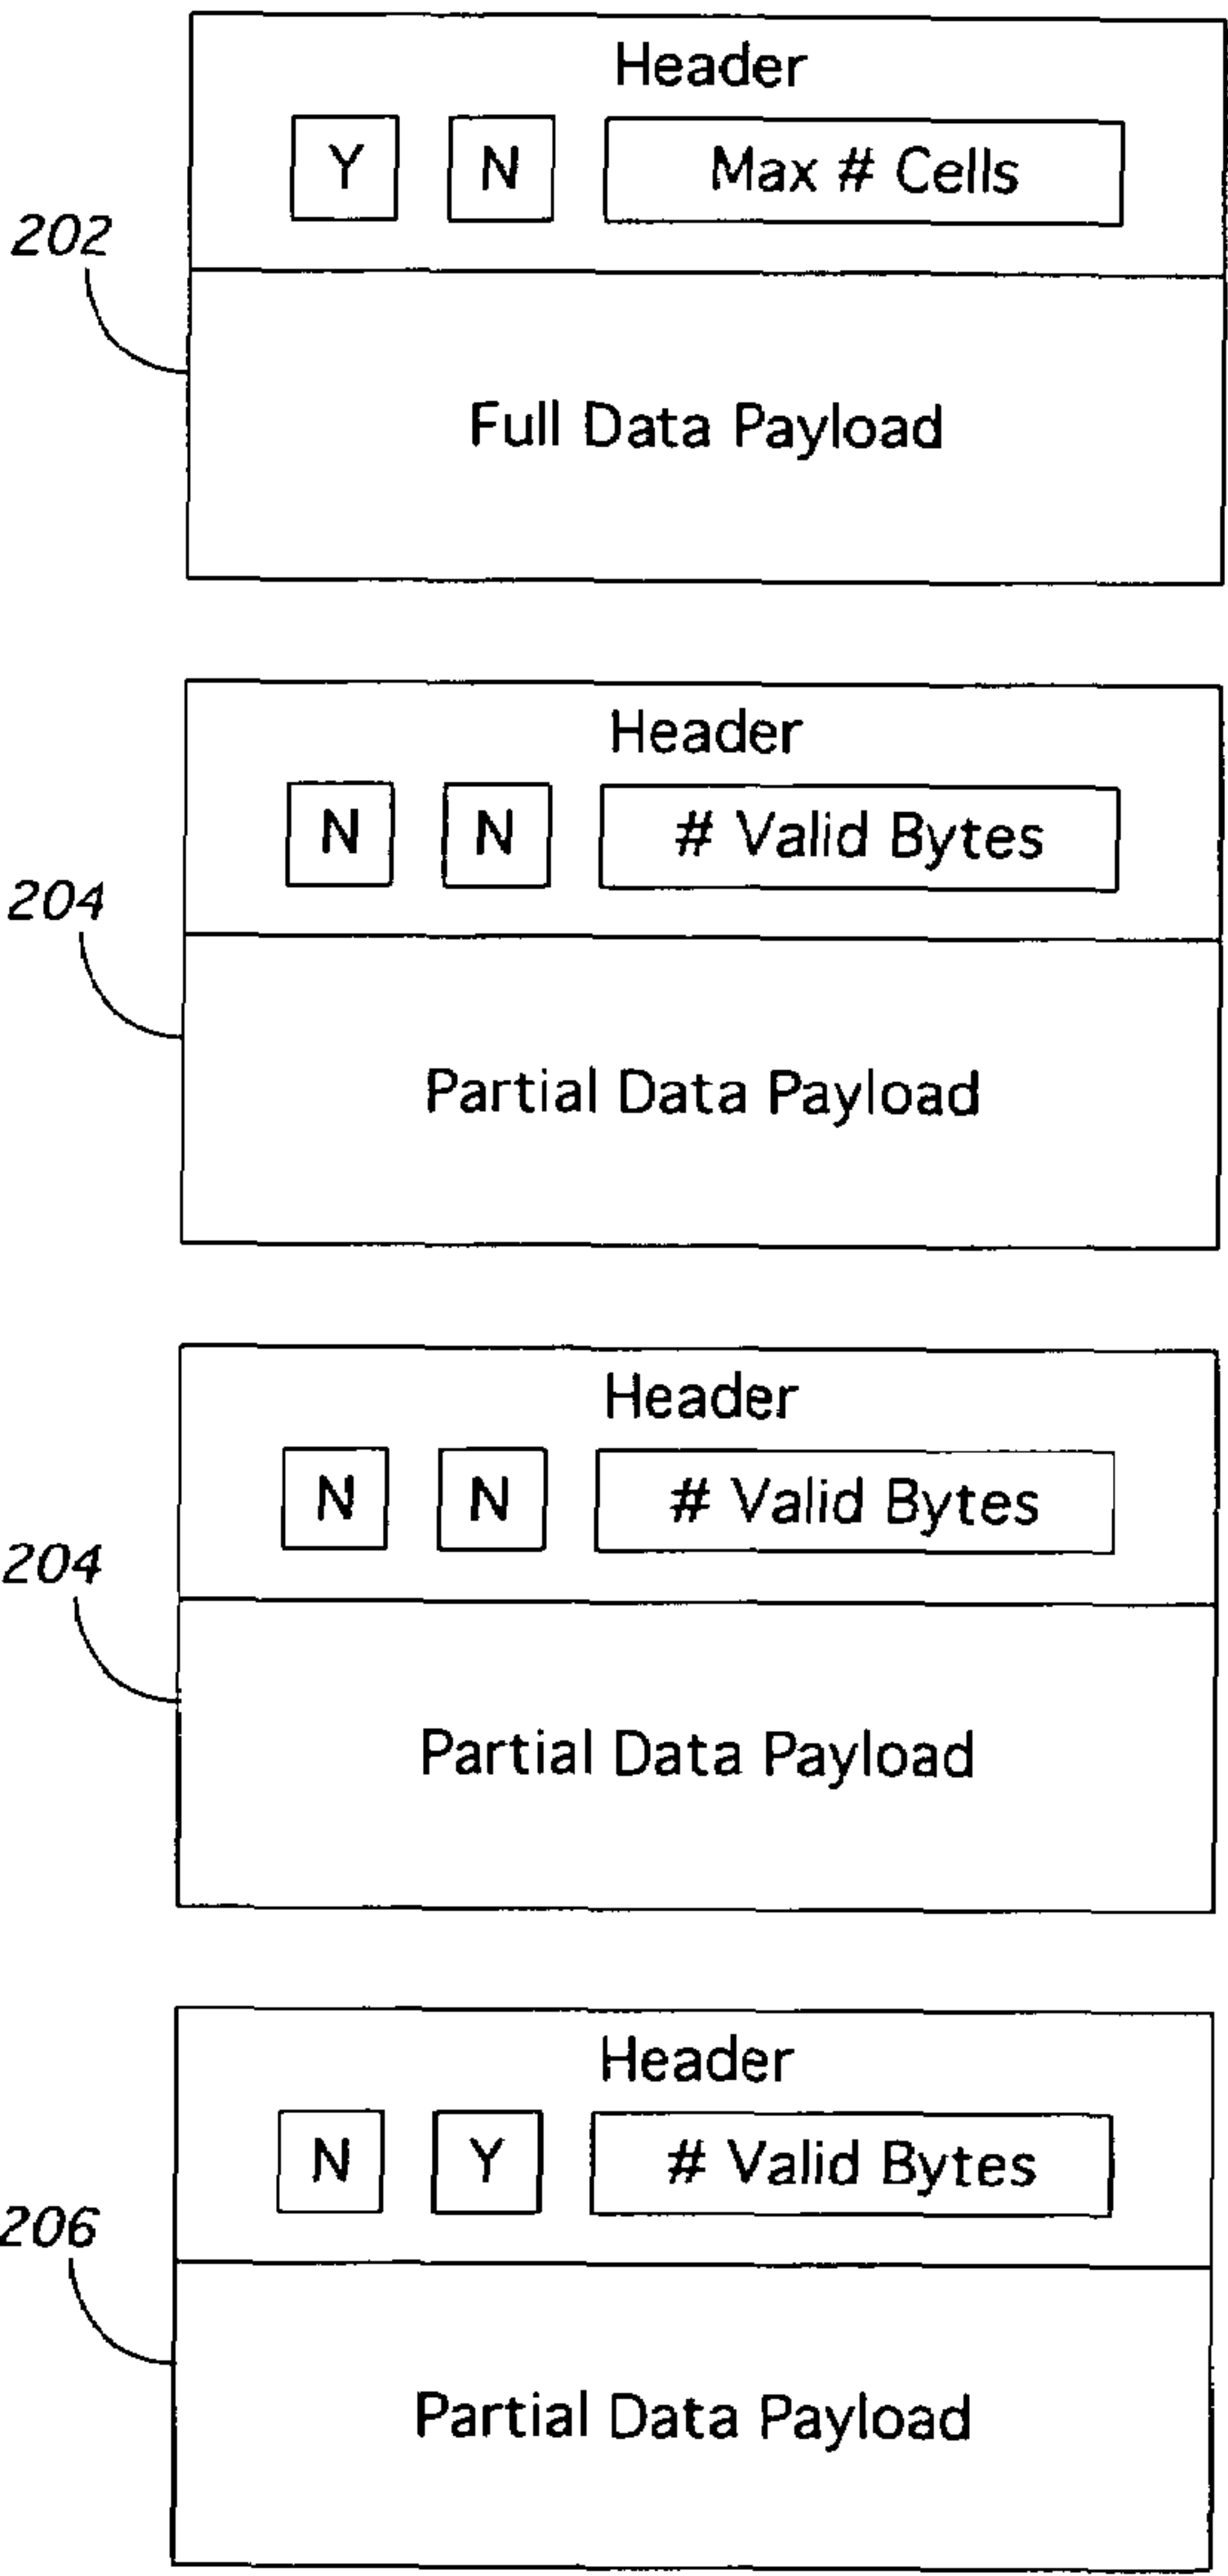 Header
Y N Max # Cells
202
Full Data Payload
Header
N N # Valid Bytes
204
Partial Data Payload
Header
N N # Valid Bytes
204
Partial Data Payload
Header
N Y # Valid Bytes
206
Partial Data Payload